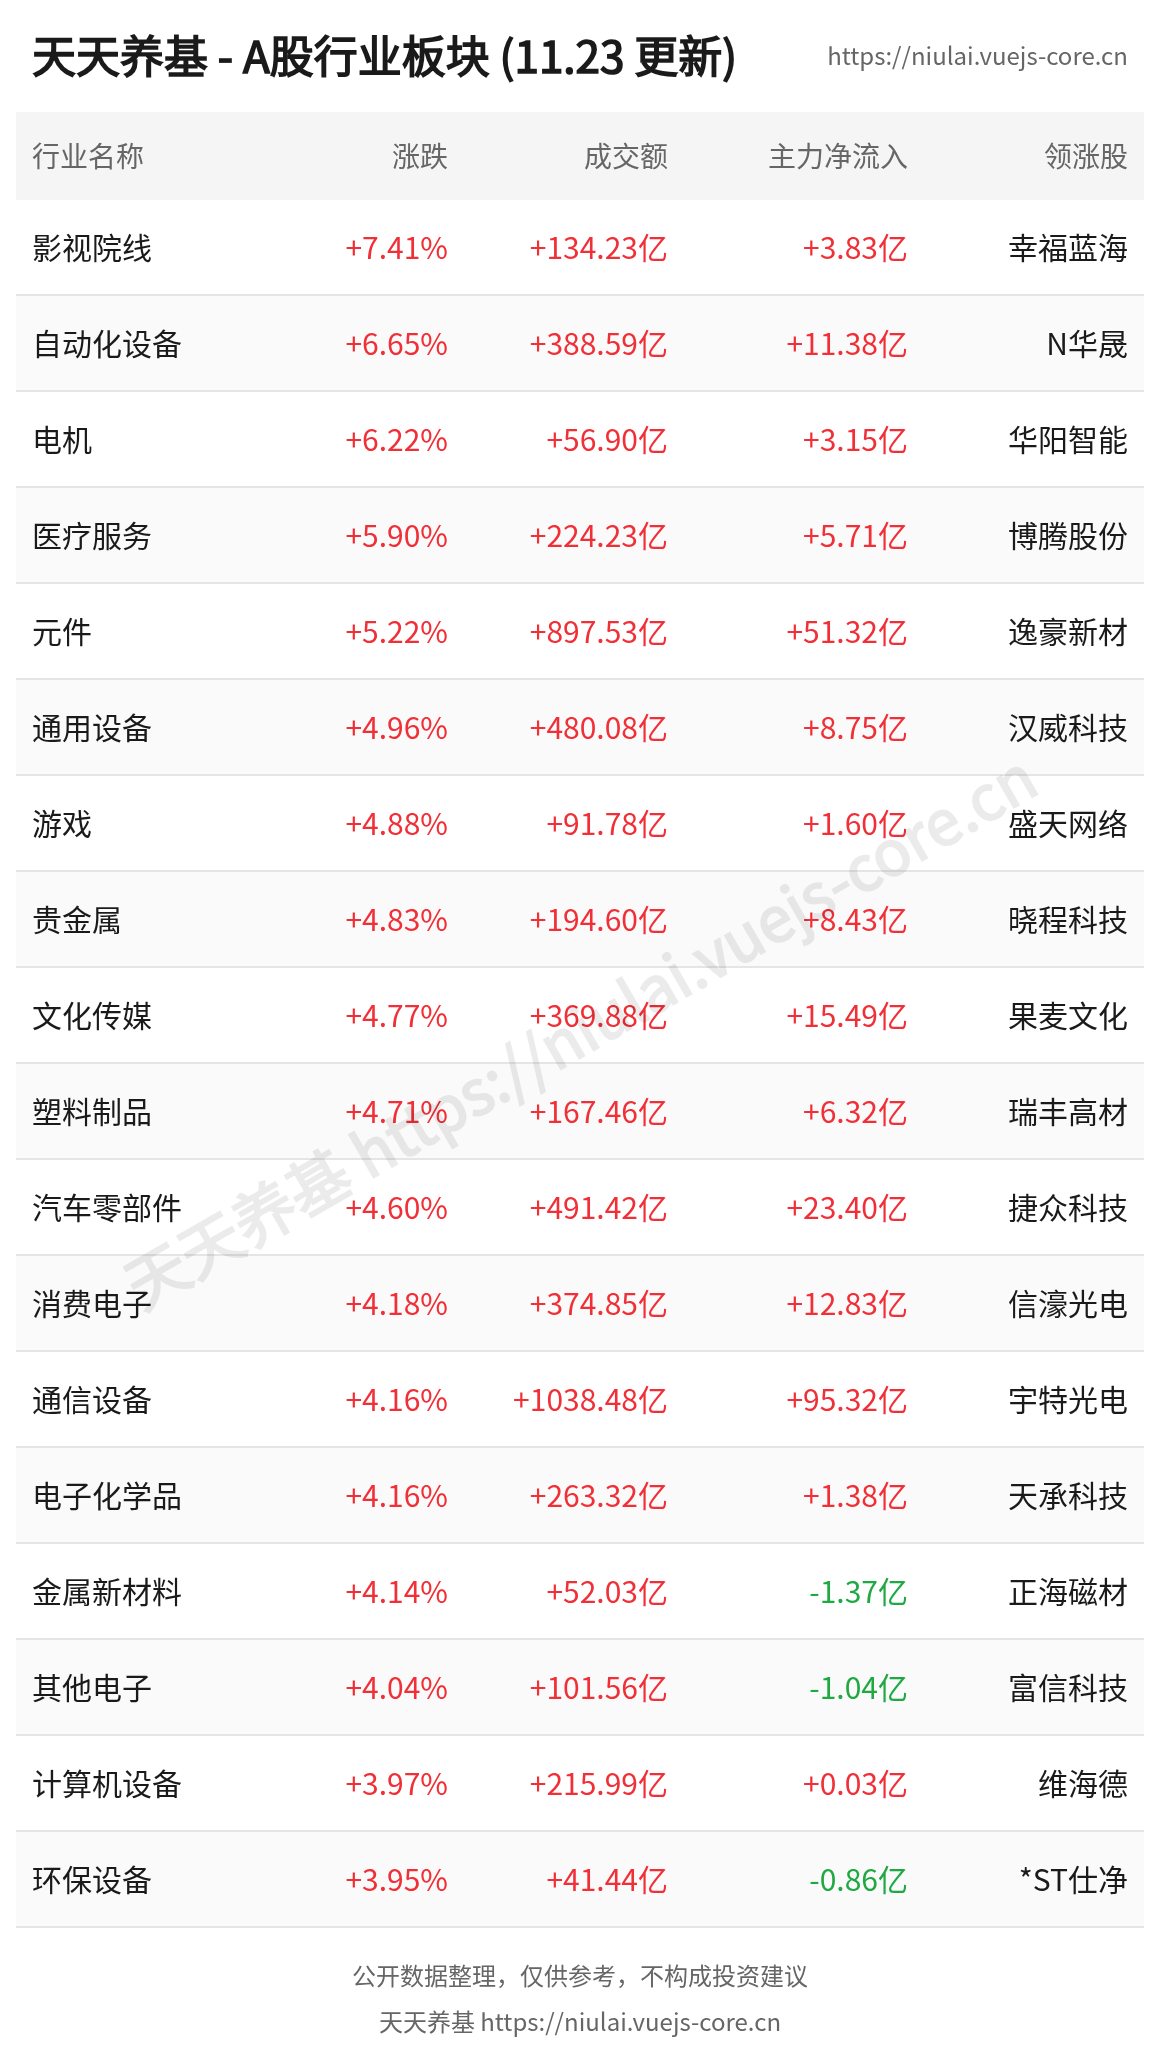 天天养基 - A股行业板块 (11.23 更新) https://niulai.vuejs-core.cn
行业名称 涨跌 成交额 主力净流入 领涨股
影视院线 +7.41% +134.23亿 +3.83亿 幸福蓝海
自动化设备 +6.65% +388.59亿 +11.38亿 N华晟
电机 +6.22% +56.90亿 +3.15亿 华阳智能
医疗服务 +5.90% +224.23亿 +5.71亿 博腾股份
元件 +5.22% +897.53亿 +51.32亿 逸豪新材
通用设备 +4.96% +480.08亿 +8.75亿 汉威科技
游戏 +4.88% +91.78亿 +1.60亿 盛天网络
贵金属 +4.83% +194.60亿 +8.43亿 晓程科技
文化传媒 +4.77% +369.88亿 +15.49亿 果麦文化
塑料制品 +4.71% +167.46亿 +6.32亿 瑞丰高材
汽车零部件 +4.60% +491.42亿 +23.40亿 捷众科技
消费电子 +4.18% +374.85亿 +12.83亿 信濠光电
通信设备 +4.16% +1038.48亿 +95.32亿 宇特光电
电子化学品 +4.16% +263.32亿 +1.38亿 天承科技
金属新材料 +4.14% +52.03亿 -1.37亿 正海磁材
其他电子 +4.04% +101.56亿 -1.04亿 富信科技
计算机设备 +3.97% +215.99亿 +0.03亿 维海德
环保设备 +3.95% +41.44亿 -0.86亿 *ST仕净
公开数据整理，仅供参考，不构成投资建议
天天养基 https://niulai.vuejs-core.cn
天天养基 https://niulai.vuejs-core.cn